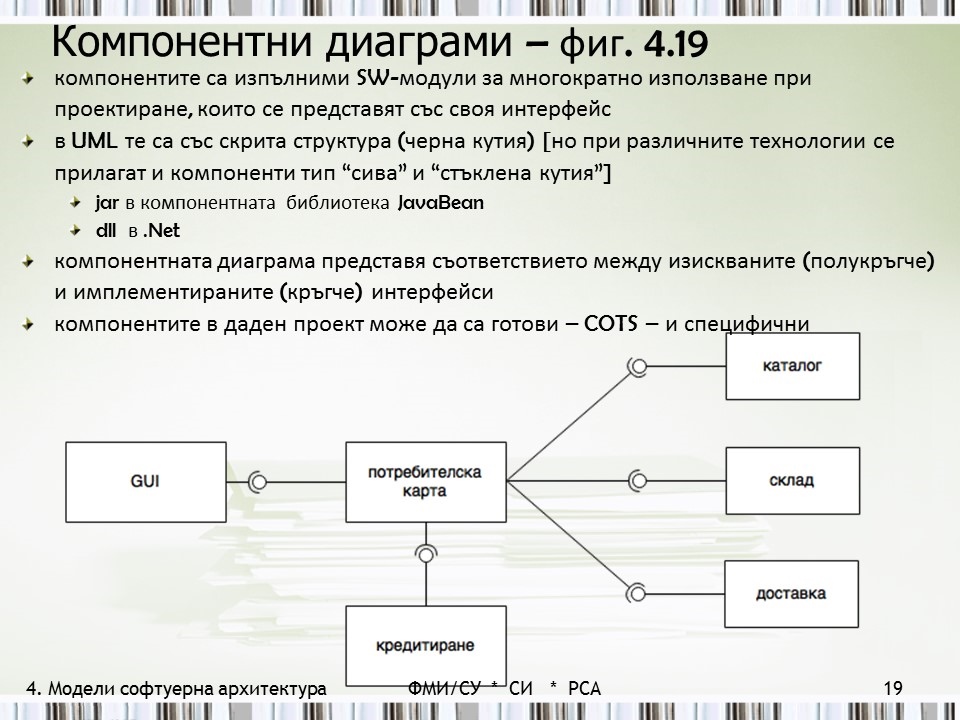 Компонентни диаграми – фиг. 4.19
компонентите са изпълними SW-модули за многократно използване при
проектиране, които се представят със своя интерфейс
в UML те са със скрита структура (черна кутия) [но при различните технологии се
прилагат и компоненти тип “сива” и “стъклена кутия”]
jar в компонентната библиотека JavaBean
dll в .Net
компонентната диаграма представя съответствието между изискваните (полукръгче)
и имплементираните (кръгче) интерфейси
компонентите в даден проект може да са готови – COTS – и специфични
каталог
GUI
потребителска
карта
склад
доставка
кредитиране
4. Модели софтуерна архитектура
ФМИ/СУ * СИ * РСА
19